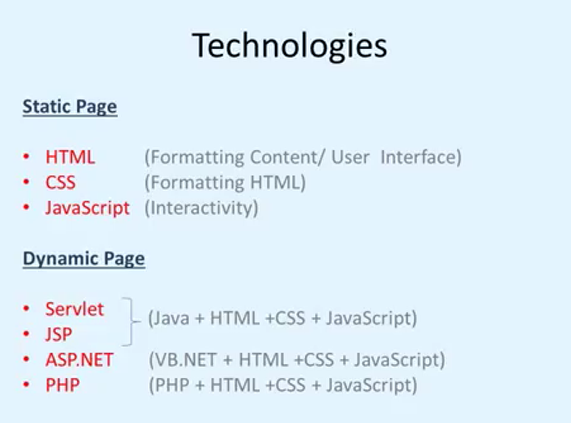 Technologies
Static Page
• HTML (Formatting Content/ User Interface)
• CSS (Formatting HTML)
• JavaScript (Interactivity)
Dynamic Page
• Servlet
(Java + HTML +CSS + JavaScript)
• JSP
• ASP.NET (VB.NET + HTML +CSS + JavaScript)
• PHP (PHP + HTML +CSS + JavaScript)